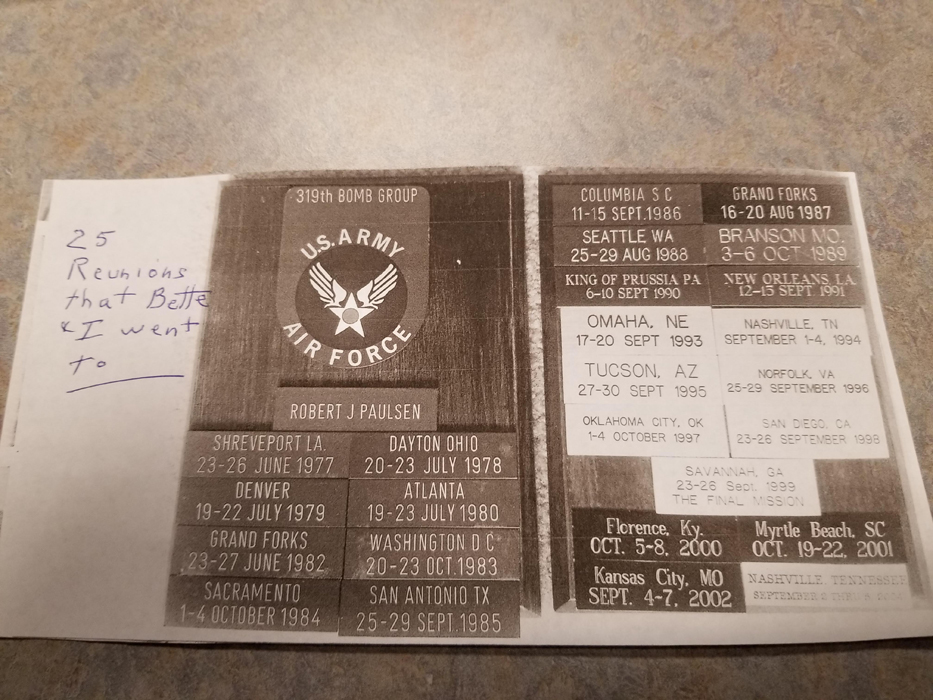 25
Reunions
that Bette
& I went
to
319th BOMB GROUP
U.S. ARMY
AIR FORCE
ROBERT J PAULSEN
SHREVEPORT LA.
23-26 JUNE 1977
DAYTON OHIO
20-23 JULY 1978
DENVER
19-22 JULY 1979
ATLANTA
19-23 JULY 1980
GRAND FORKS
23-27 JUNE 1982
WASHINGTON D C
20-23 OCT.1983
SACRAMENTO
1-4 OCTOBER 1984
SAN ANTONIO TX
25-29 SEPT.1985
COLUMBIA S C
11-15 SEPT.1986
GRAND FORKS
16-20 AUG 1987
SEATTLE WA
25-29 AUG 1988
BRANSON MO.
3-6 OCT 1989
KING OF PRUSSIA PA
6-10 SEPT 1990
NEW ORLEANS, LA
12-15 SEPT 1991
OMAHA, NE
17-20 SEPT 1993
NASHVILLE, TN
SEPTEMBER 1-4, 1994
TUCSON, AZ
27-30 SEPT 1995
NORFOLK, VA
25-29 SEPTEMBER 1996
OKLAHOMA CITY, OK
1-4 OCTOBER 1997
SAN DIEGO, CA
23-26 SEPTEMBER 1998
SAVANNAH, GA
23-26 Sept. 1999
THE FINAL MISSION
Florence, Ky.
OCT. 5-8, 2000
Myrtle Beach, SC
OCT. 19-22, 2001
Kansas City, MO
SEPT. 4-7, 2002
NASHVILLE, TENNESSEE
SEPTEMBER